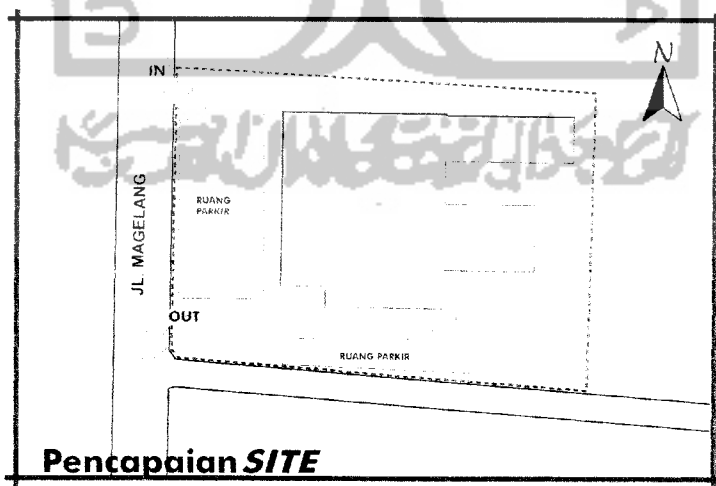 N
IN
JL. MAGELANG
RUANG
PARKIR
OUT
RUANG PARKIR
Pencapaian SITE